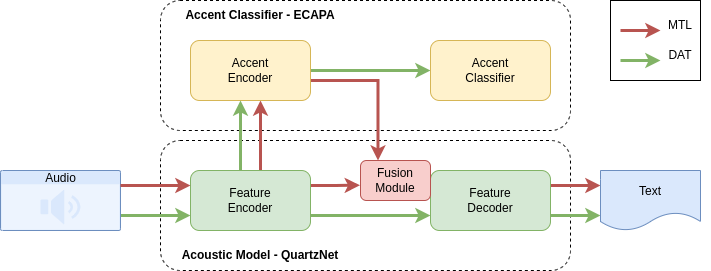 Accent Classifier - ECAPA
MTL
DAT
Accent
Encoder
Accent
Classifier
Audio
Feature
Encoder
Fusion
Module
Feature
Decoder
Text
Acoustic Model - QuartzNet